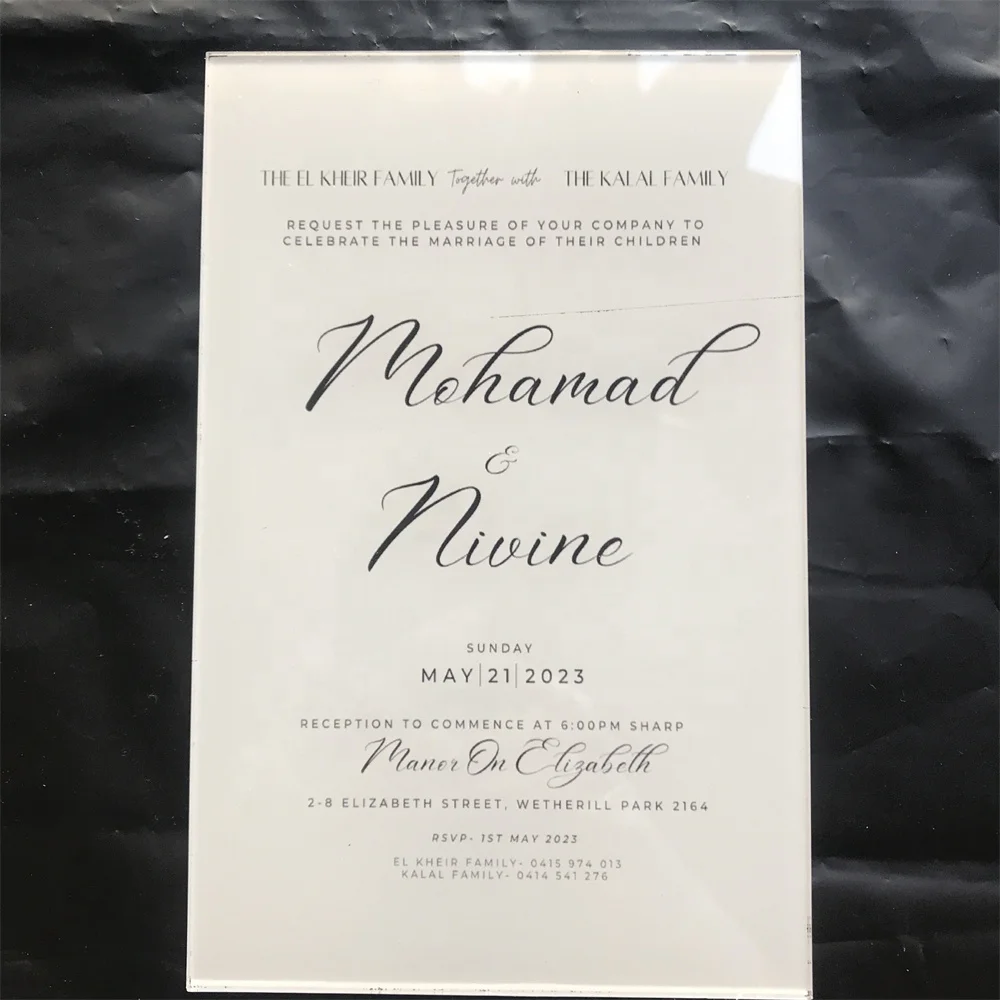 THE EL KHEIR FAMILY Together with THE KALAL FAMILY
REQUEST THE PLEASURE OF YOUR COMPANY TO
CELEBRATE THE MARRIAGE OF THEIR CHILDREN
Mohamad
&
Nivine
SUNDAY
MAY|21|2023
RECEPTION TO COMMENCE AT 6:00PM SHARP
Manor On Elizabeth
2-8 ELIZABETH STREET, WETHERILL PARK 2164
RSVP- 1ST MAY 2023
EL KHEIR FAMILY- 0415 974 013
KALAL FAMILY- 0414 541 276